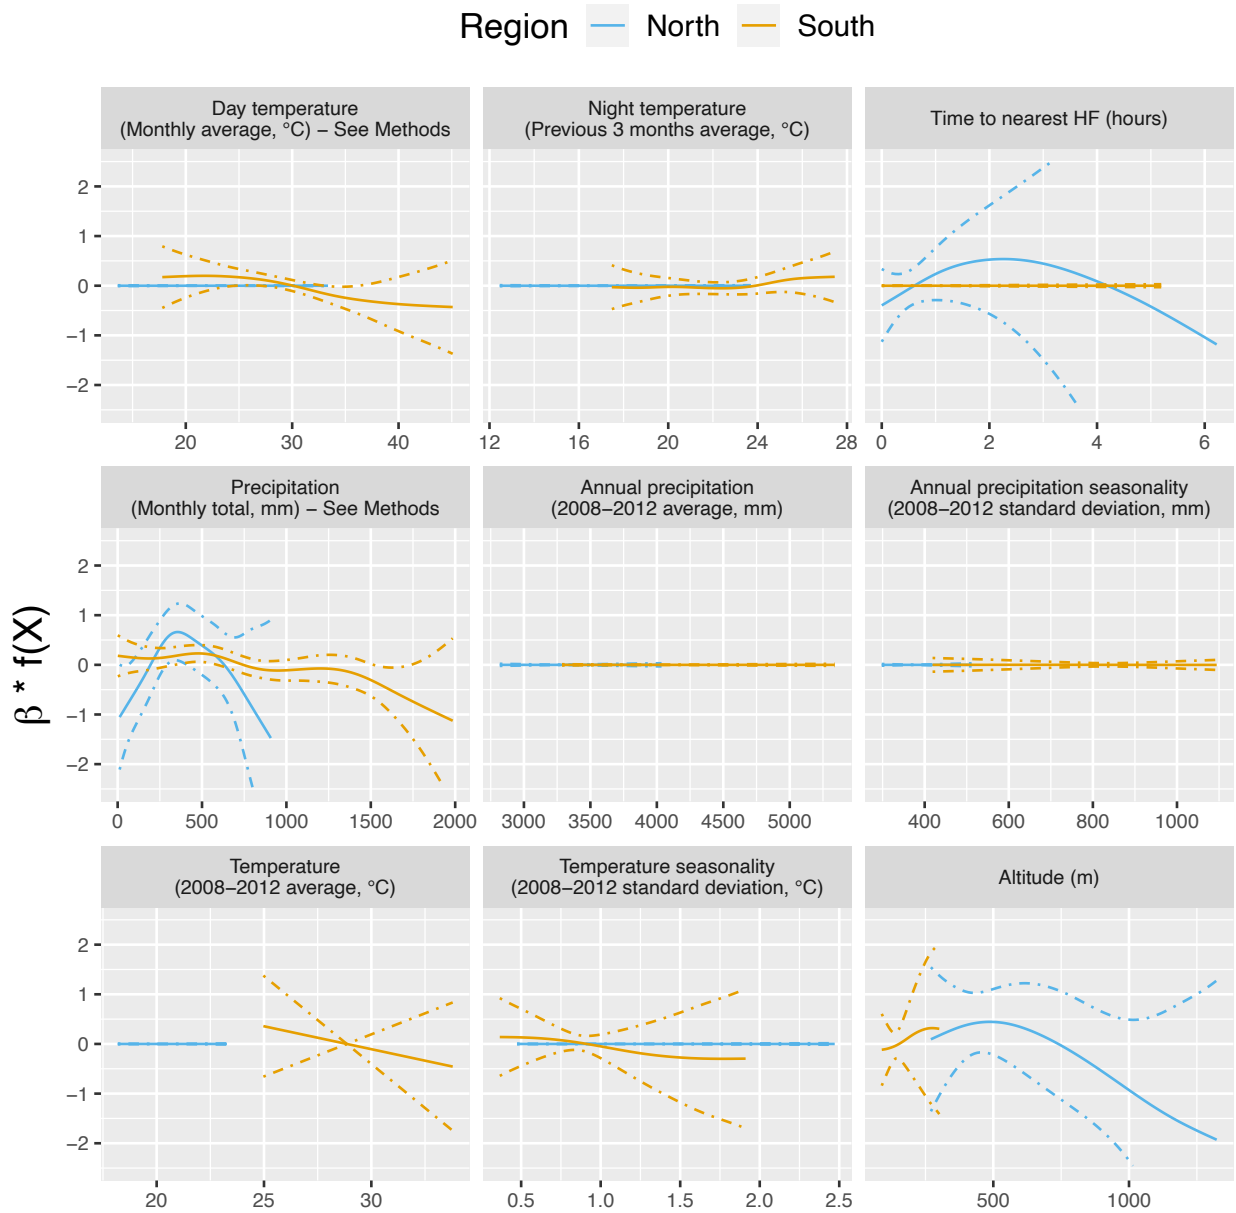 Region North South
Day temperature
(Monthly average, °C) − See Methods
Night temperature
(Previous 3 months average, °C)
Time to nearest HF (hours)
2
1
0
−1
−2
20 30 40
12 16 20 24 28
0 2 4 6
Precipitation
(Monthly total, mm) − See Methods
Annual precipitation
(2008−2012 average, mm)
Annual precipitation seasonality
(2008−2012 standard deviation, mm)
β * f(X)
2
1
0
−1
−2
0 500 1000 1500 2000
3000 3500 4000 4500 5000
400 600 800 1000
Temperature
(2008−2012 average, °C)
Temperature seasonality
(2008−2012 standard deviation, °C)
Altitude (m)
2
1
0
−1
−2
20 25 30
0.5 1.0 1.5 2.0 2.5
500 1000